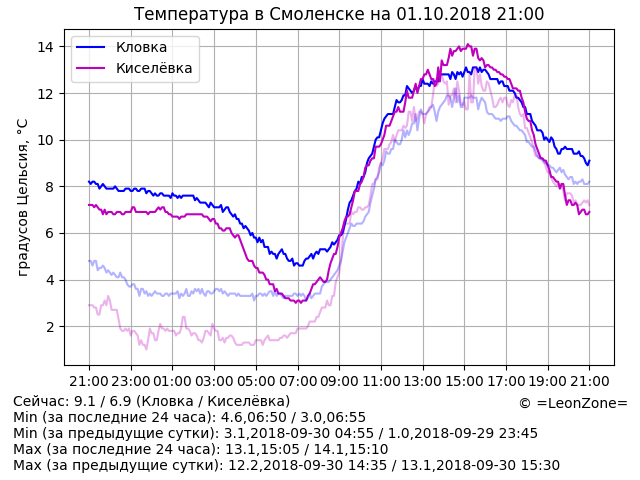 Температура в Смоленске на 01.10.2018 21:00
градусов Цельсия, °C
Кловка
Киселёвка
14
12
10
8
6
4
2
21:00 23:00 01:00 03:00 05:00 07:00 09:00 11:00 13:00 15:00 17:00 19:00 21:00
Сейчас: 9.1 / 6.9 (Кловка / Киселёвка)
© =LeonZone=
Min (за последние 24 часа): 4.6,06:50 / 3.0,06:55
Min (за предыдущие сутки): 3.1,2018-09-30 04:55 / 1.0,2018-09-29 23:45
Max (за последние 24 часа): 13.1,15:05 / 14.1,15:10
Max (за предыдущие сутки): 12.2,2018-09-30 14:35 / 13.1,2018-09-30 15:30